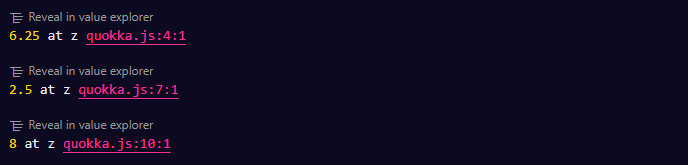 Reveal in value explorer
6.25 at z quokka.js:4:1
Reveal in value explorer
2.5 at z quokka.js:7:1
Reveal in value explorer
8 at z quokka.js:10:1